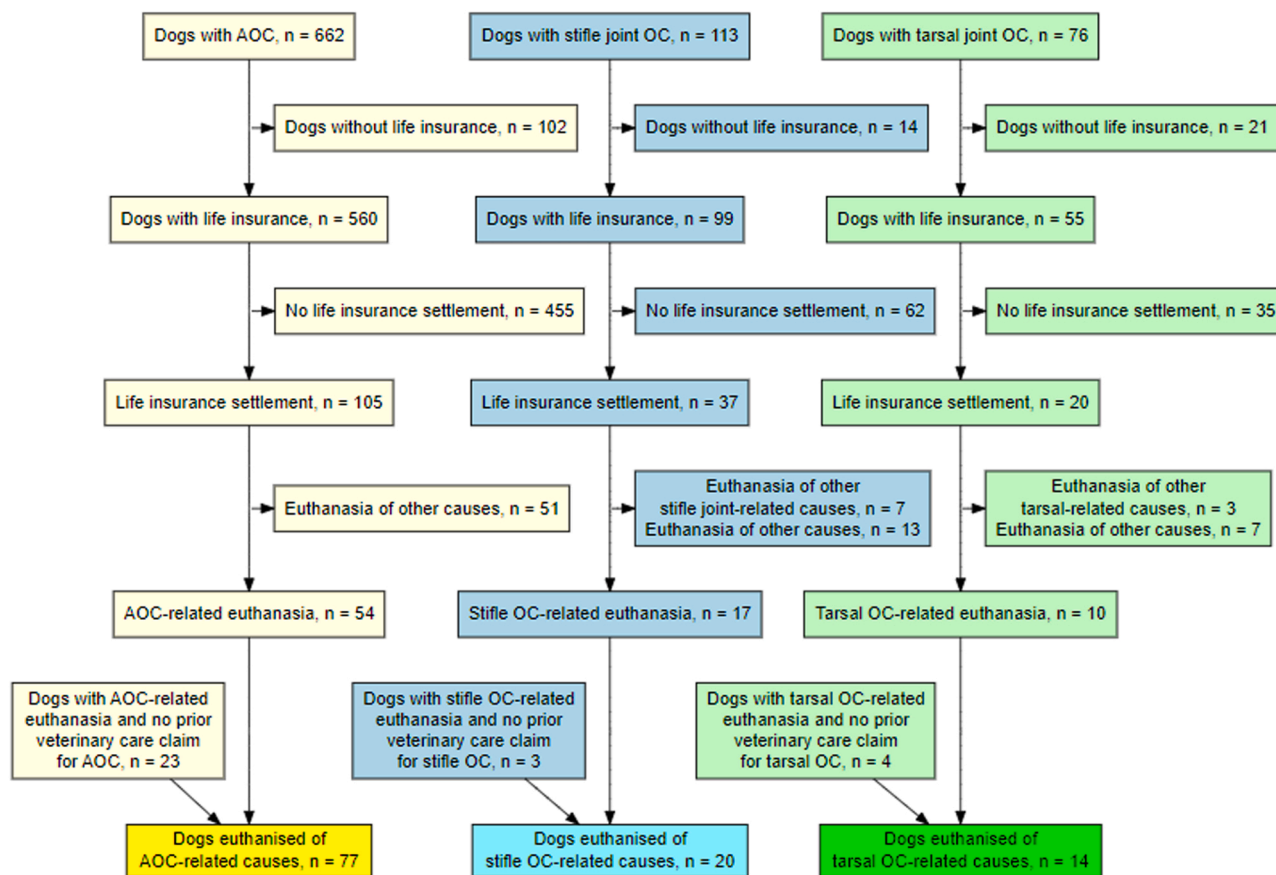 Dogs with AOC, n = 662
Dogs with stifle joint OC, n = 113
Dogs with tarsal joint OC, n = 76
Dogs without life insurance, n = 102
Dogs without life insurance, n = 14
Dogs without life insurance, n = 21
Dogs with life insurance, n = 560
Dogs with life insurance, n = 99
Dogs with life insurance, n = 55
No life insurance settlement, n = 455
No life insurance settlement, n = 62
No life insurance settlement, n = 35
Life insurance settlement, n = 105
Life insurance settlement, n = 37
Life insurance settlement, n = 20
Euthanasia of other causes, n = 51
Euthanasia of other
stifle joint-related causes, n = 7
Euthanasia of other causes, n = 13
Euthanasia of other
tarsal-related causes, n = 3
Euthanasia of other causes, n = 7
AOC-related euthanasia, n = 54
Stifle OC-related euthanasia, n = 17
Tarsal OC-related euthanasia, n = 10
Dogs with AOC-related
euthanasia and no prior
veterinary care claim
for AOC, n = 23
Dogs with stifle OC-related
euthanasia and no prior
veterinary care claim
for stifle OC, n = 3
Dogs with tarsal OC-related
euthanasia and no prior
veterinary care claim
for tarsal OC, n = 4
Dogs euthanised of
AOC-related causes, n = 77
Dogs euthanised of
stifle OC-related causes, n = 20
Dogs euthanised of
tarsal OC-related causes, n = 14